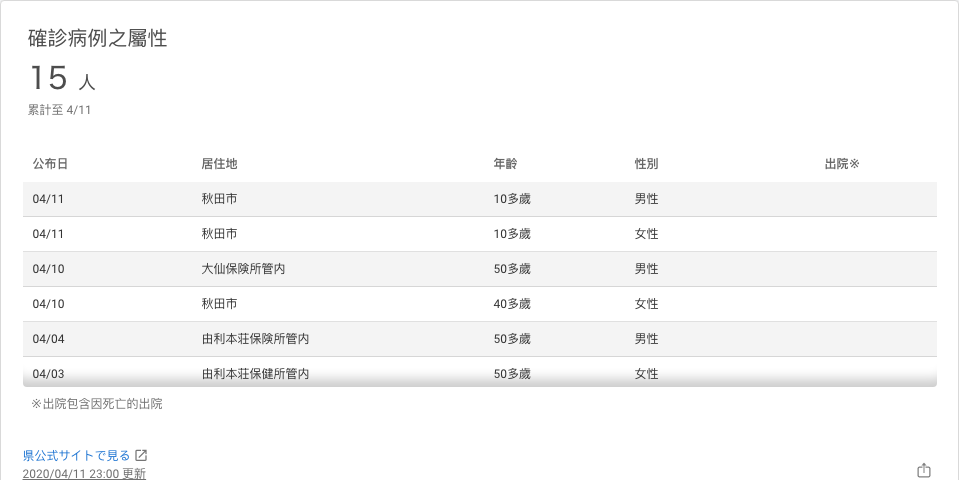 確診病例之屬性
15 人
累計至 4/11
公布日 居住地 年齡 性別 出院※
04/11 秋田市 10多歲 男性
04/11 秋田市 10多歲 女性
04/10 大仙保険所管内 50多歲 男性
04/10 秋田市 40多歲 女性
04/04 由利本荘保険所管内 50多歲 男性
04/03 由利本荘保健所管内 50多歲 女性
※出院包含因死亡的出院
県公式サイトで見る
2020/04/11 23:00 更新